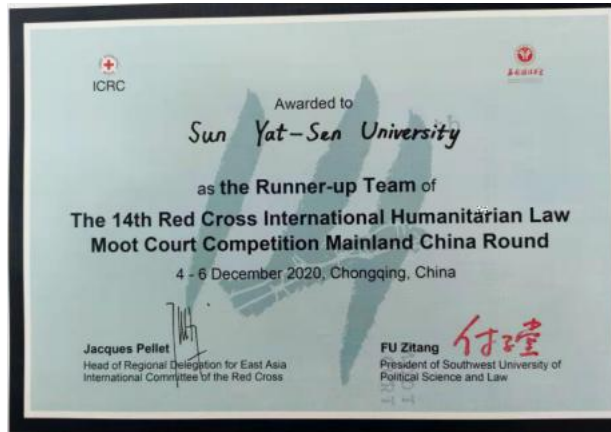 ICRC
Awarded to
Sun Yat-Sen University
as the Runner-up Team of
The 14th Red Cross International Humanitarian Law
Moot Court Competition Mainland China Round
4 - 6 December 2020, Chongqing, China
Jacques Pellet
Head of Regional Delegation for East Asia
International Committee of the Red Cross
FU Zitang
付子堂
President of Southwest University of
Political Science and Law